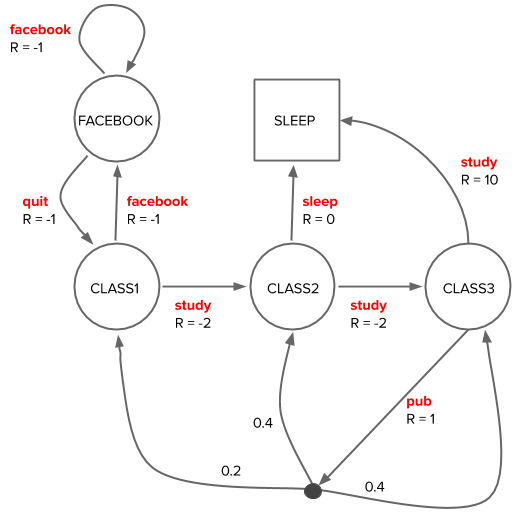 facebook
R = -1
FACEBOOK
SLEEP
study
R = 10
quit
R = -1
facebook
R = -1
sleep
R = 0
CLASS1
CLASS2
CLASS3
study
R = -2
study
R = -2
pub
R = 1
0.4
0.2
0.4